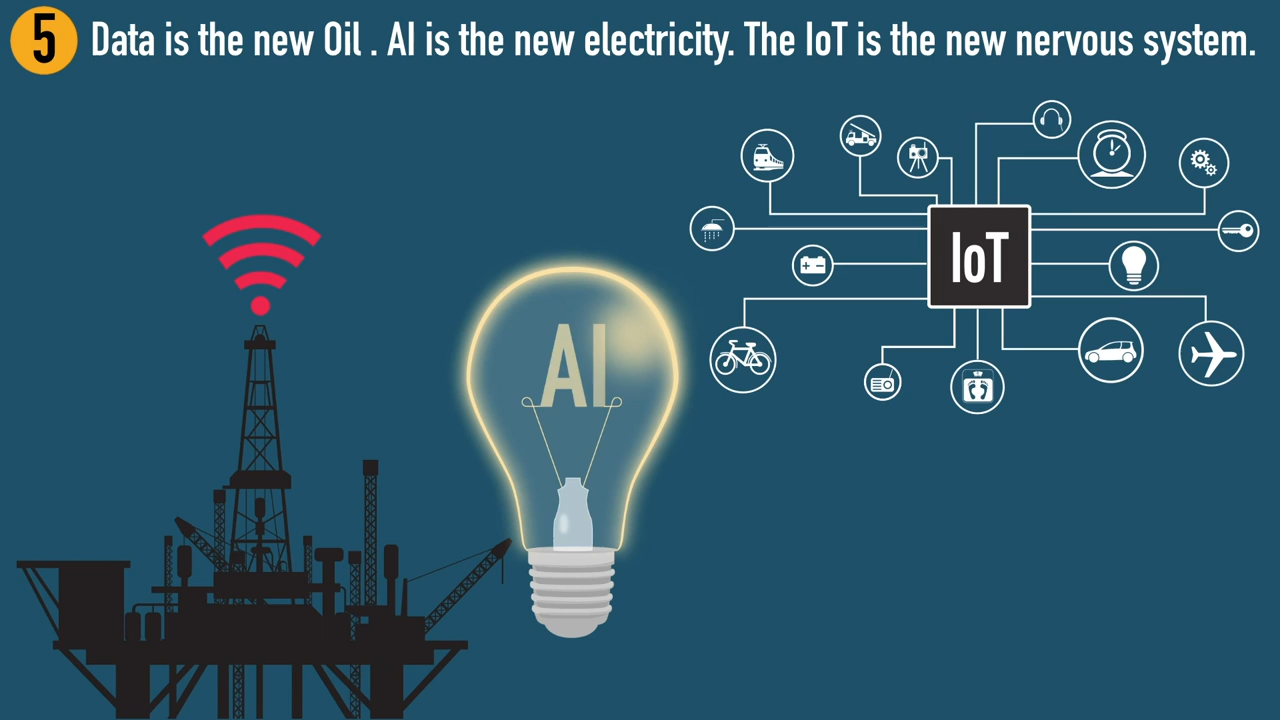 5 Data is the new Oil . AI is the new electricity. The IoT is the new nervous system.
IoT
AI